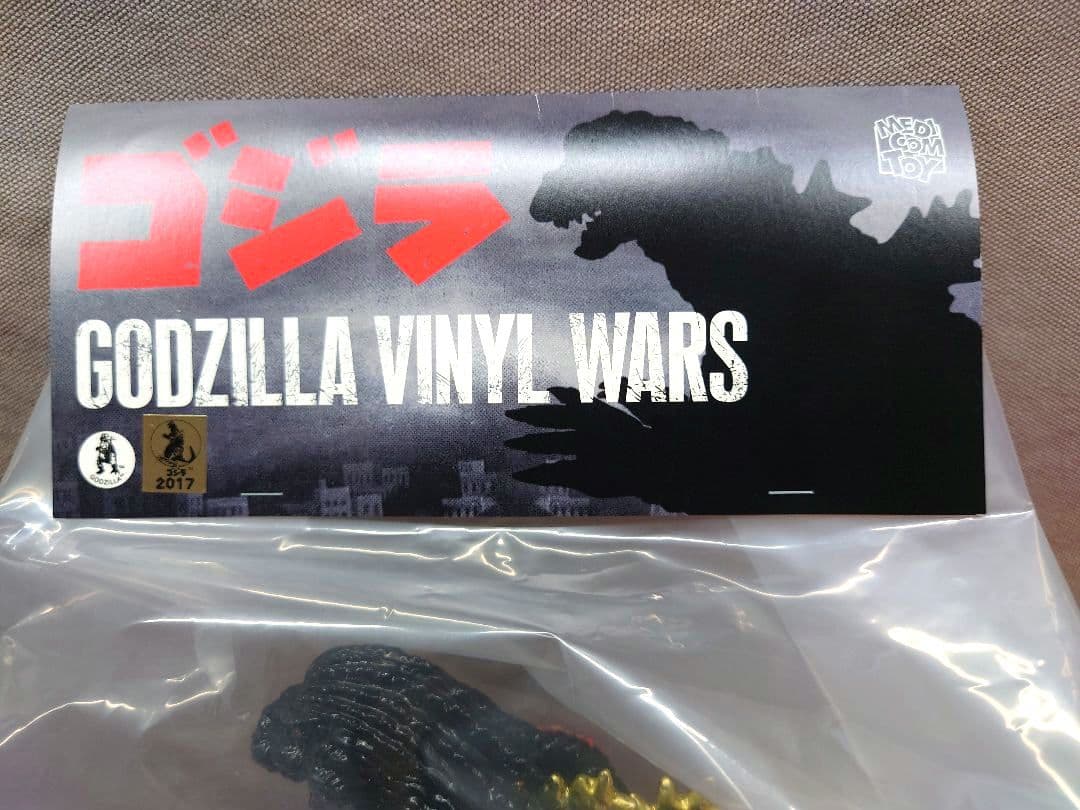 ゴジラ
MEDI
COM
TOY
GODZILLA VINYL WARS
GODZILLA
ゴジラ
2017